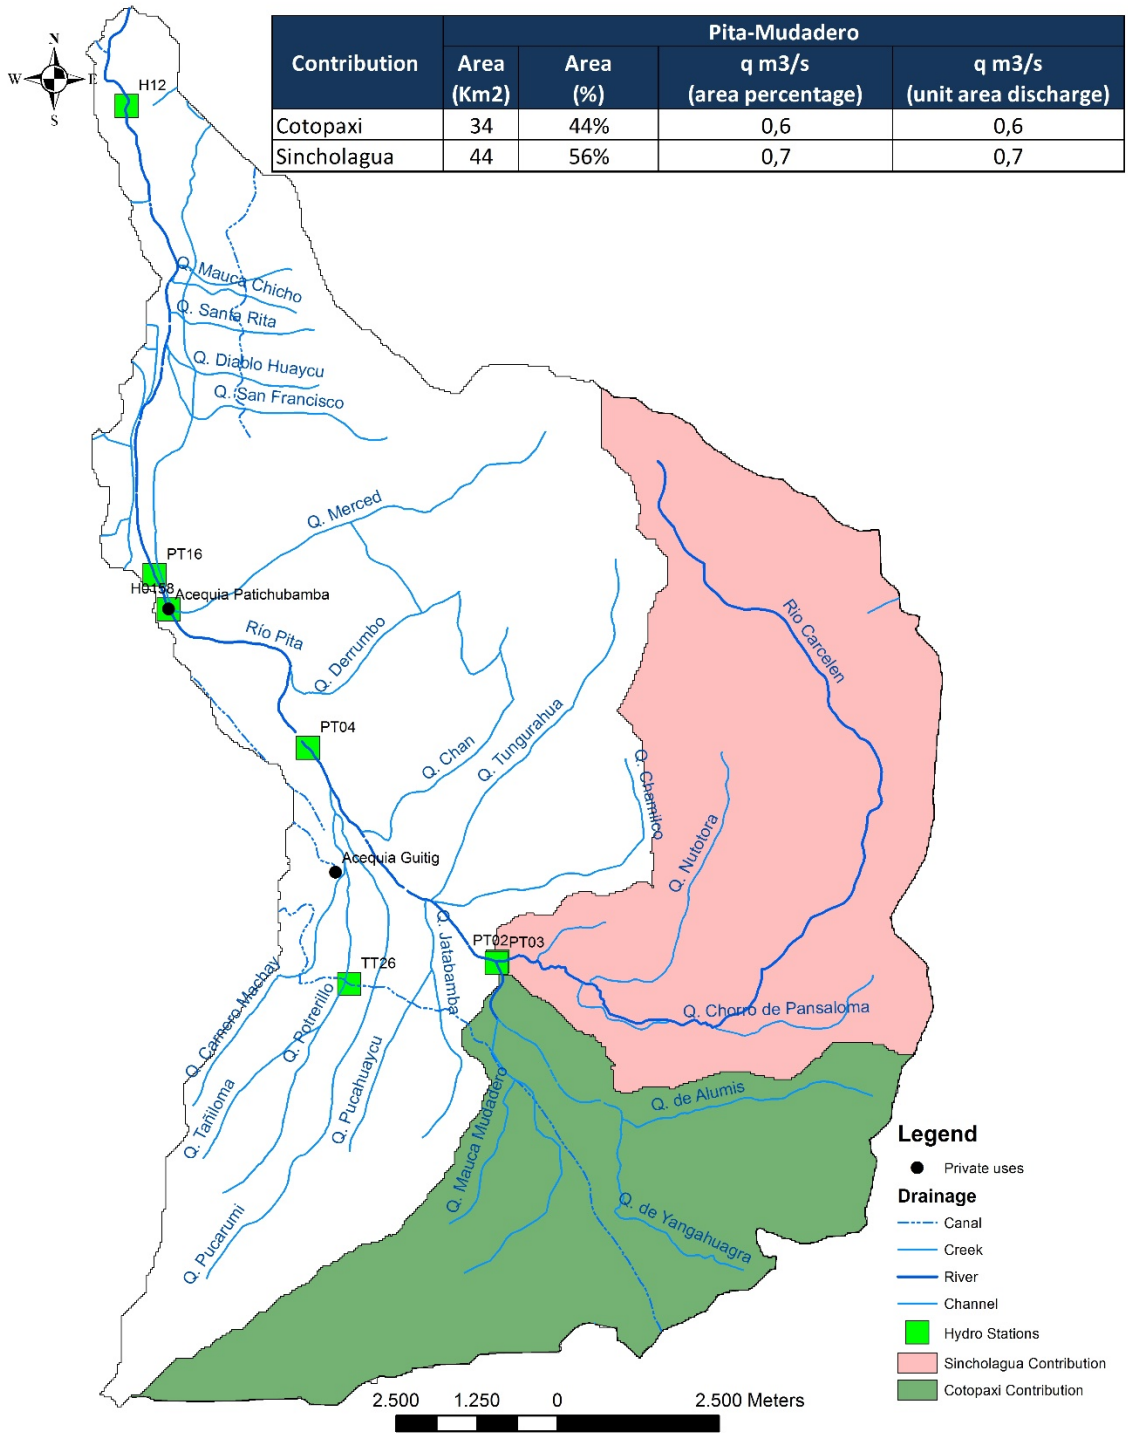 Pita-Mudadero
Contribution
Area
(Km2)
Area
(%)
q m3/s
(area percentage)
q m3/s
(unit area discharge)
Cotopaxi 34 44% 0,6 0,6
Sincholagua 44 56% 0,7 0,7
N
W E
S
H12
Q. Mauca Chicho
Q. Santa Rita
Q. Diablo Huaycu
Q. San Francisco
Q. Merced
PT16
Acequia Patichubamba
Río Pita
Q. Derrumbo
Rio Carcelen
PT04
Q. Chan
Q. Tungurahua
Q. Chamilco
Q. Nutotora
Acequia Guitig
Q. Jatabamba
PT02 PT03
TT26
Q. Carnero Machay
Q. Potrerillo
Q. Chorro de Pansaloma
Q. Tañiloma
Q. Pucahuaycu
Q. Mauca Mudadero
Q. de Alumis
Q. de Yangahuagra
Q. Pucarumi
Legend
Private uses
Drainage
Canal
Creek
River
Channel
Hydro Stations
Sincholagua Contribution
Cotopaxi Contribution
2.500 1.250 0 2.500 Meters